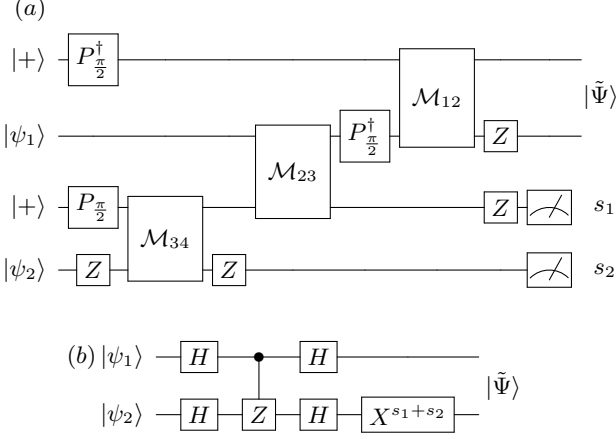 (a)
|+⟩ P†π/2 M12
|Ψ̃⟩
|ψ1⟩ P†π/2 Z
M23
|+⟩ Pπ/2 Z s1
M34
|ψ2⟩ Z Z s2
(b) |ψ1⟩ H H
|Ψ̃⟩
|ψ2⟩ H Z H X^{s1+s2}